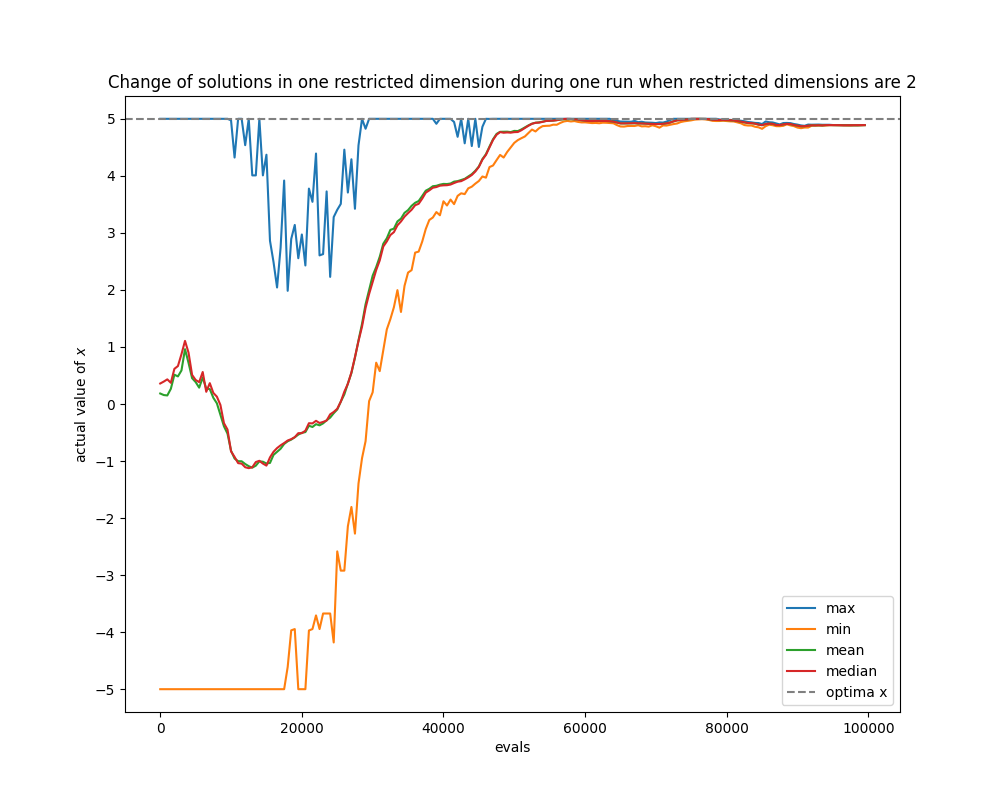 Change of solutions in one restricted dimension during one run when restricted dimensions are 2
actual value of x
5
4
3
2
1
0
−1
−2
−3
−4
−5
max
min
mean
median
optima x
0 20000 40000 60000 80000 100000
evals